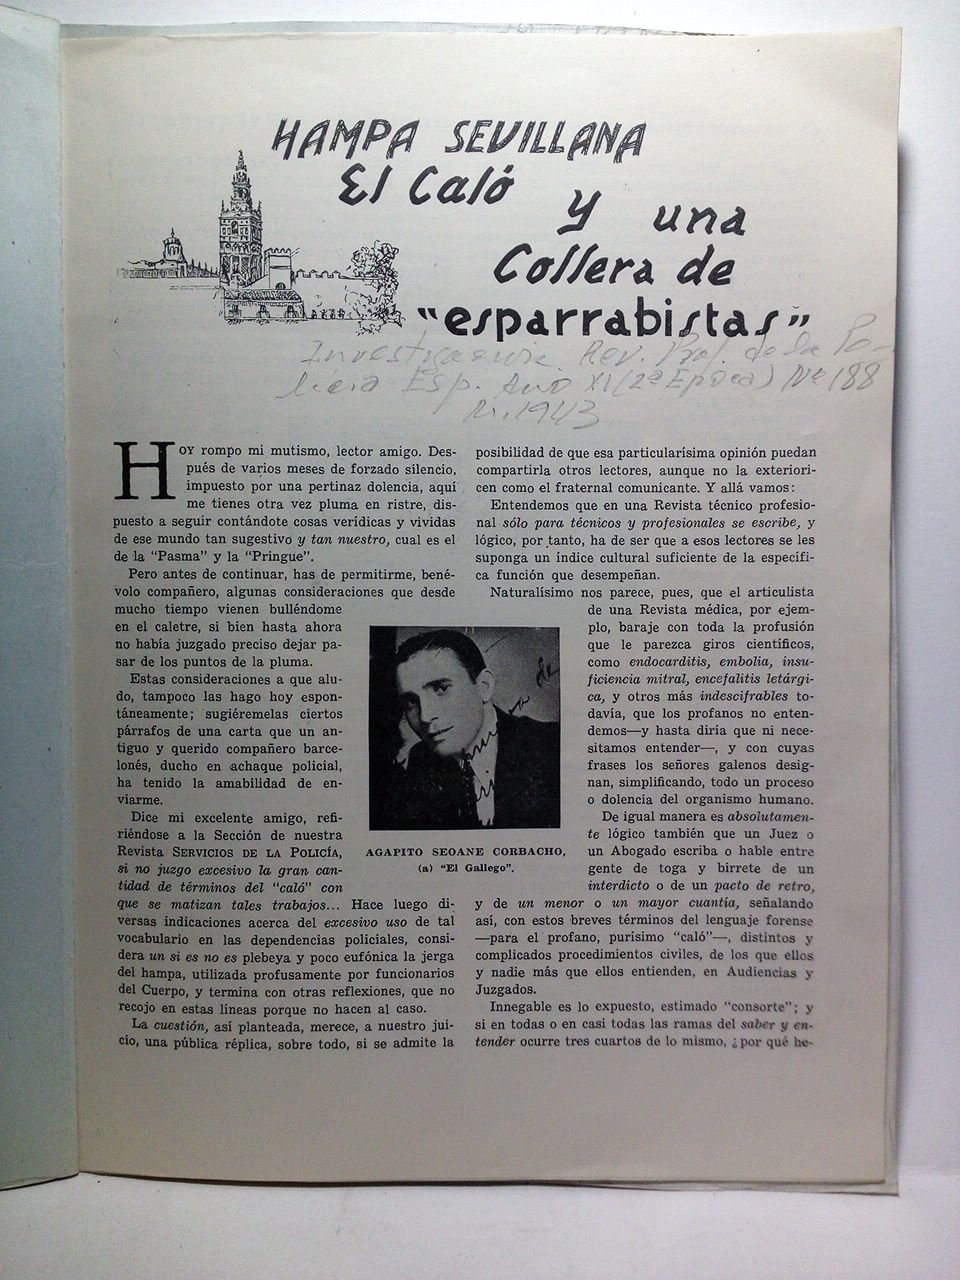 HAMPA SEVILLANA
El Caló
y una
Collera de
"esparrabistas"
Rev. Prof. de la Po-
licia Esp. Año XI (2ª Epoca) Nº 188
1943
HOY rompo mi mutismo, lector amigo. Des-
pués de varios meses de forzado silencio,
impuesto por una pertinaz dolencia, aquí
me tienes otra vez pluma en ristre, dis-
puesto a seguir contándote cosas verídicas y vividas
de ese mundo tan sugestivo y tan nuestro, cual es el
de la "Pasma" y la "Pringue".
Pero antes de continuar, has de permitirme, bené-
volo compañero, algunas consideraciones que desde
mucho tiempo vienen bulléndome
en el caletre, si bien hasta ahora
no había juzgado preciso dejar pa-
sar de los puntos de la pluma.
Estas consideraciones a que alu-
do, tampoco las hago hoy espon-
táneamente; sugiéremelas ciertos
párrafos de una carta que un an-
tiguo y querido compañero barce-
lonés, ducho en achaque policial,
ha tenido la amabilidad de en-
viarme.
Dice mi excelente amigo, refi-
riéndose a la Sección de nuestra
Revista SERVICIOS DE LA POLICÍA,
si no juzgo excesivo la gran can-
tidad de términos del "caló" con
que se matizan tales trabajos... Hace luego di-
versas indicaciones acerca del excesivo uso de tal
vocabulario en las dependencias policiales, consi-
dera un si es no es plebeya y poco eufónica la jerga
del hampa, utilizada profusamente por funcionarios
del Cuerpo, y termina con otras reflexiones, que no
recojo en estas líneas porque no hacen al caso.
La cuestión, así planteada, merece, a nuestro jui-
cio, una pública réplica, sobre todo, si se admite la
AGAPITO SEOANE CORBACHO,
(a) "El Gallego".
posibilidad de que esa particularísima opinión puedan
compartirla otros lectores, aunque no la exteriori-
cen como el fraternal comunicante. Y allá vamos:
Entendemos que en una Revista técnico profesio-
nal sólo para técnicos y profesionales se escribe, y
lógico, por tanto, ha de ser que a esos lectores se les
suponga un índice cultural suficiente de la específi-
ca función que desempeñan.
Naturalísimo nos parece, pues, que el articulista
de una Revista médica, por ejem-
plo, baraje con toda la profusión
que le parezca giros científicos,
como endocarditis, embolia, insu-
ficiencia mitral, encefalitis letárgi-
ca, y otros más indescifrables to-
davía, que los profanos no enten-
demos—y hasta diría que ni nece-
sitamos entender—, y con cuyas
frases los señores galenos desig-
nan, simplificando, todo un proceso
o dolencia del organismo humano.
De igual manera es absolutamen-
te lógico también que un Juez o
un Abogado escriba o hable entre
gente de toga y birrete de un
interdicto o de un pacto de retro,
y de un menor o un mayor cuantía, señalando
así, con estos breves términos del lenguaje forense
—para el profano, purísimo "caló"—, distintos y
complicados procedimientos civiles, de los que ellos
y nadie más que ellos entienden, en Audiencias y
Juzgados.
Innegable es lo expuesto, estimado "consorte"; y
si en todas o en casi todas las ramas del saber y en-
tender ocurre tres cuartos de lo mismo, ¿por qué he-